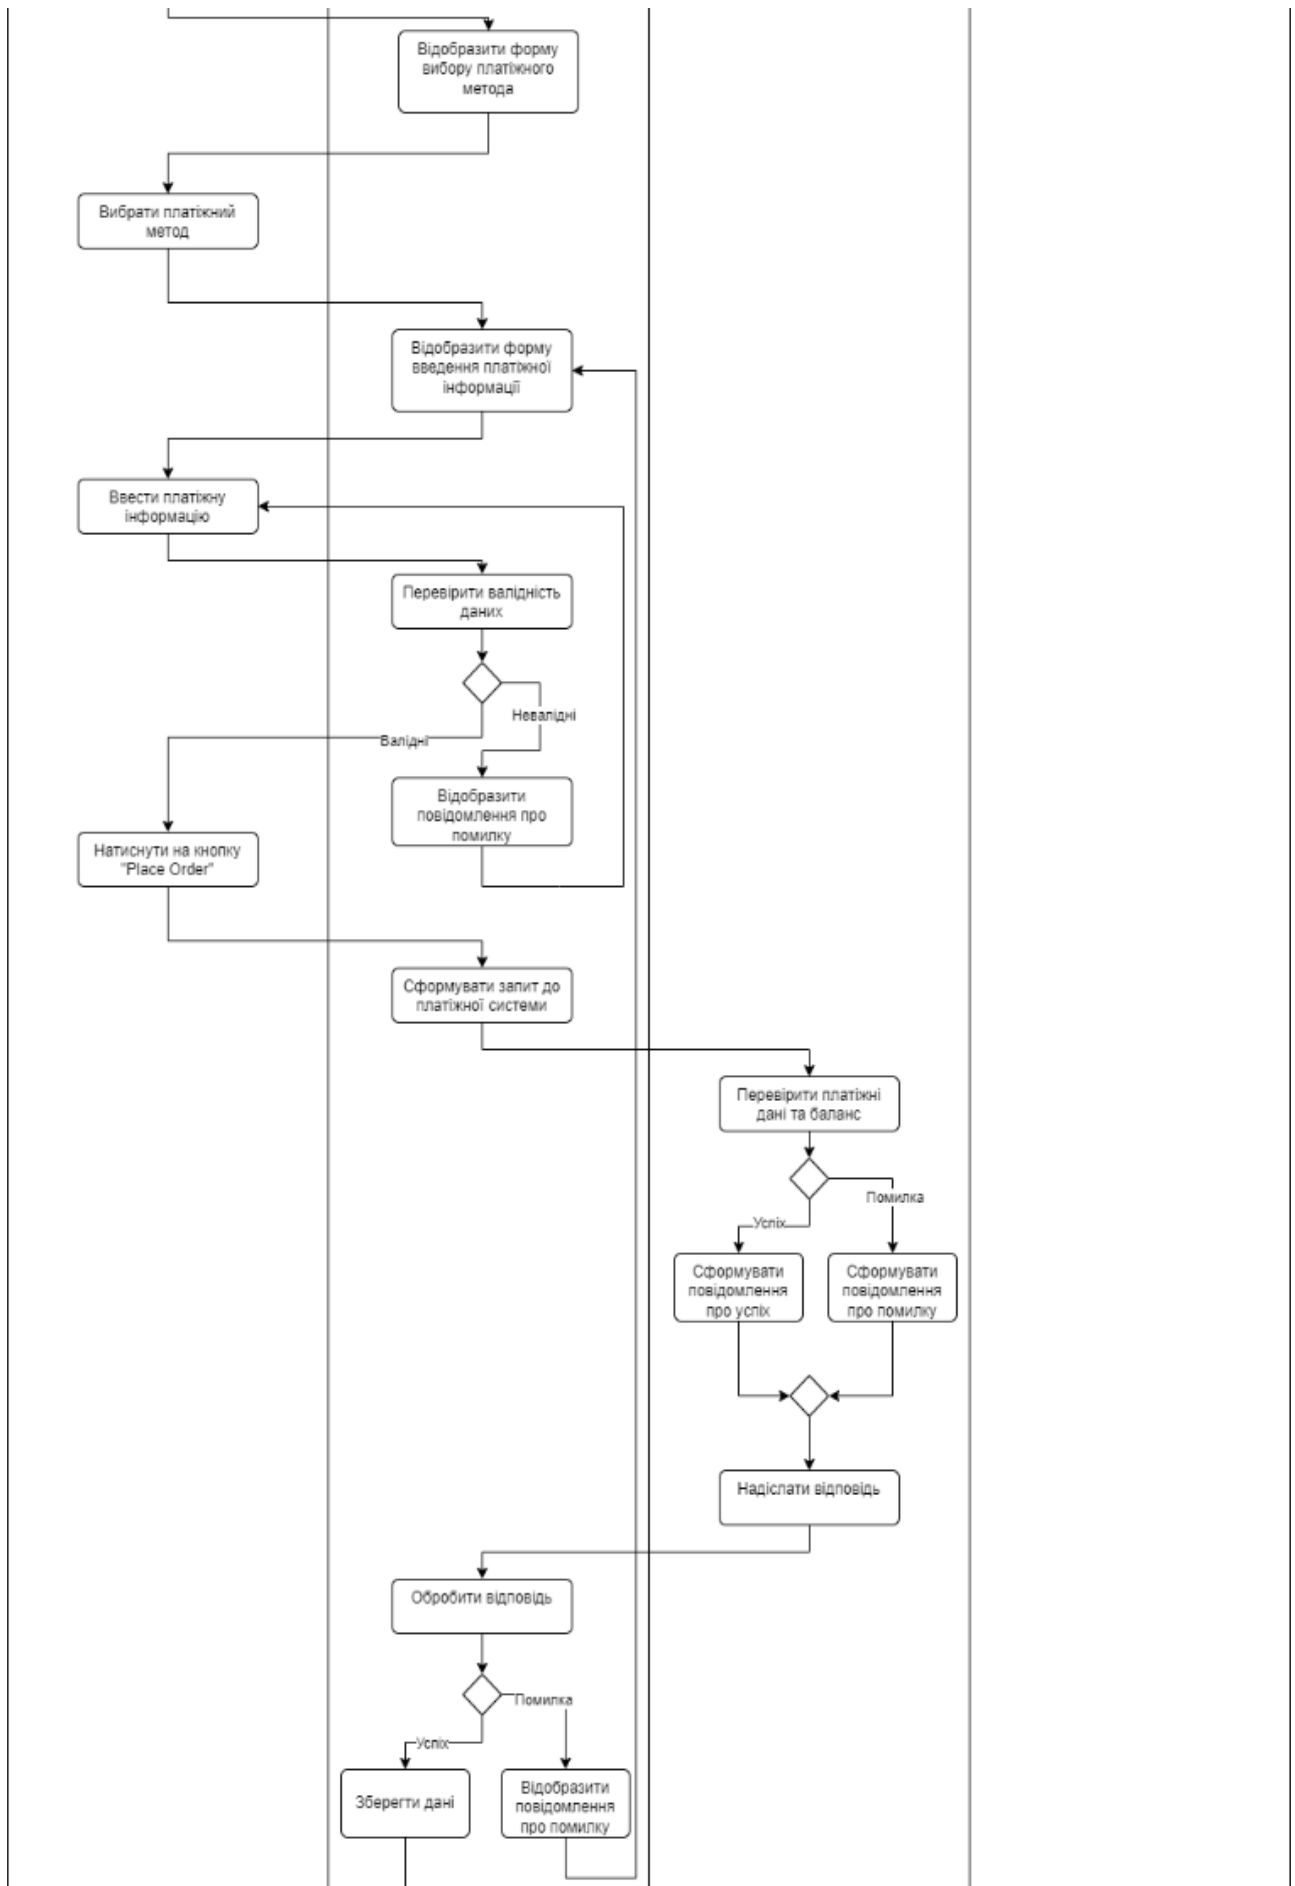 Відобразити форму
вибору платіжного
метода
Вибрати платіжний
метод
Відобразити форму
введення платіжної
інформації
Ввести платіжну
інформацію
Перевірити валідність
даних
Невалідні
Валідні
Відобразити
повідомлення про
помилку
Натиснути на кнопку
"Place Order"
Сформувати запит до
платіжної системи
Перевірити платіжні
дані та баланс
Помилка
Успіх
Сформувати
повідомлення
про успіх
Сформувати
повідомлення
про помилку
Надіслати відповідь
Обробити відповідь
Помилка
Успіх
Зберегти дані
Відобразити
повідомлення
про помилку